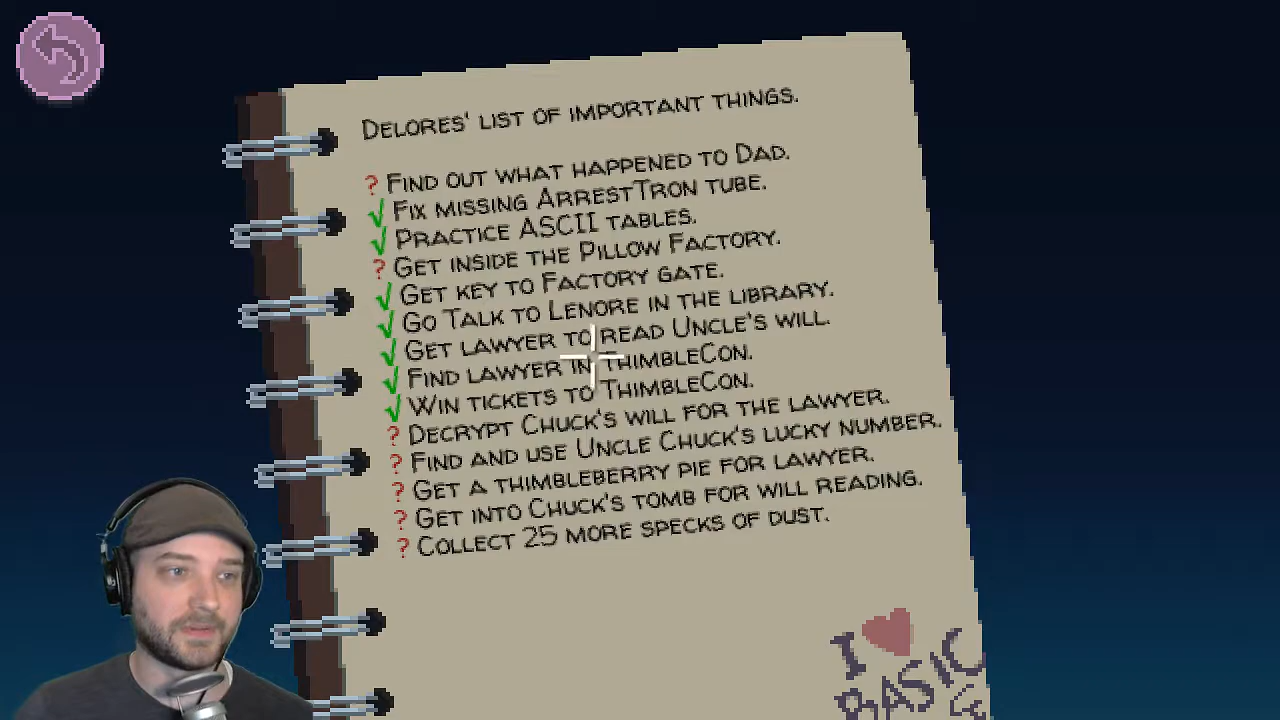 Delores' list of important things.
? Find out what happened to Dad.
√ Fix missing ArrestTron tube.
√ Practice ASCII tables.
? Get inside the Pillow Factory.
√ Get key to Factory gate.
√ Go Talk to Lenore in the library.
√ Get lawyer to read Uncle's will.
√ Find lawyer in ThimbleCon.
√ Win tickets to ThimbleCon.
? Decrypt Chuck's will for the lawyer.
? Find and use Uncle Chuck's lucky number.
? Get a thimbleberry pie for lawyer.
? Get into Chuck's tomb for will reading.
? Collect 25 more specks of dust.
I
BASIC